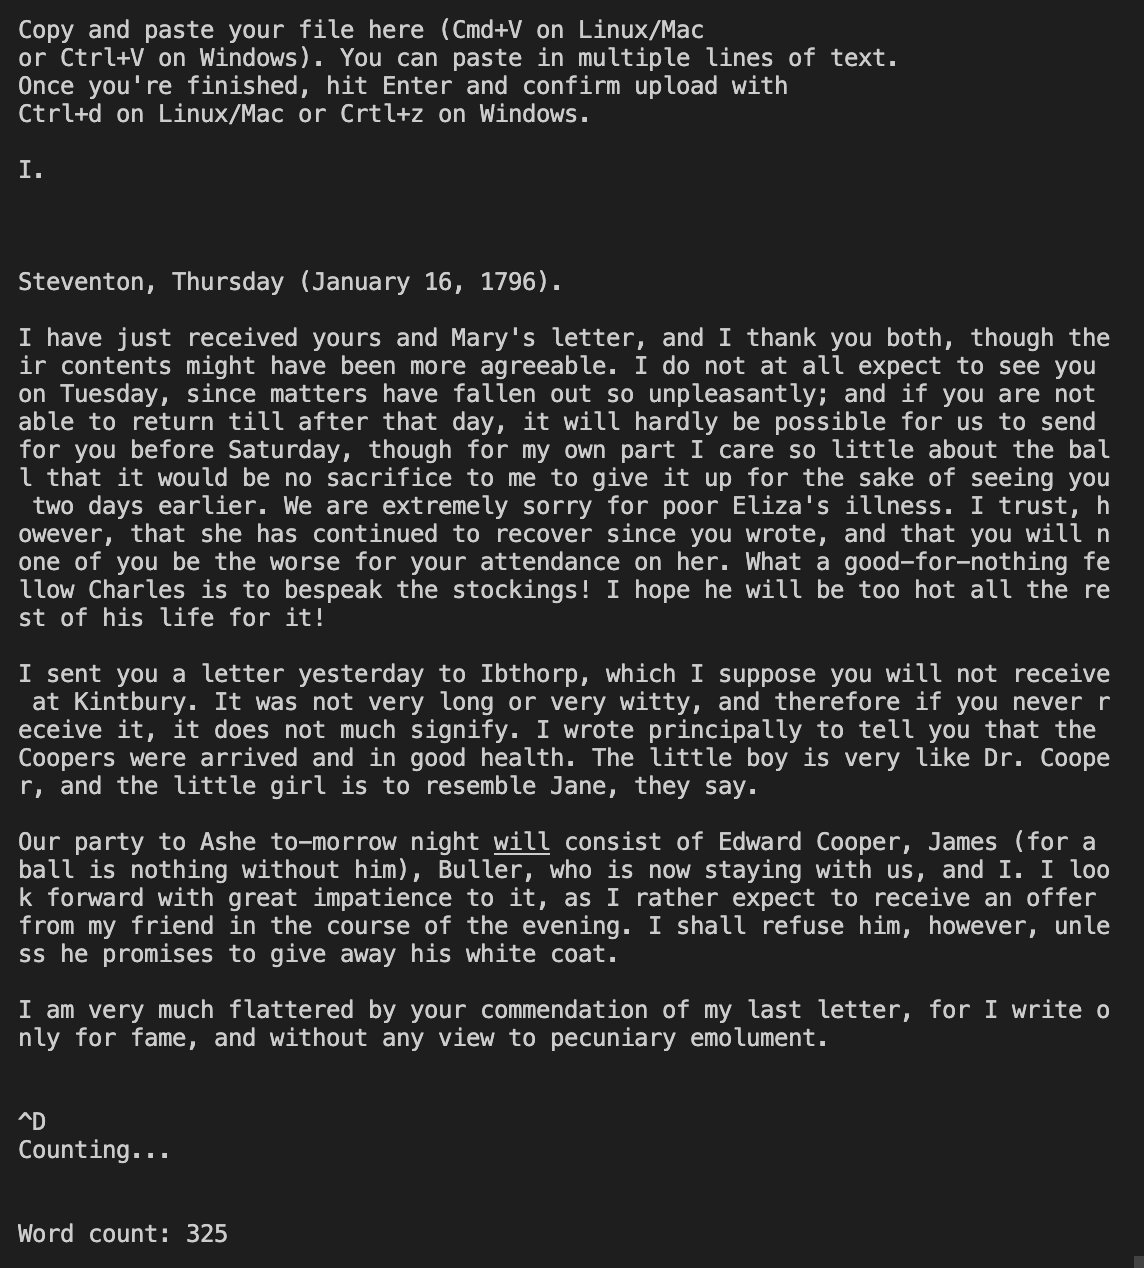 Copy and paste your file here (Cmd+V on Linux/Mac
or Ctrl+V on Windows). You can paste in multiple lines of text.
Once you're finished, hit Enter and confirm upload with
Ctrl+d on Linux/Mac or Crtl+z on Windows.
I.
Steventon, Thursday (January 16, 1796).
I have just received yours and Mary's letter, and I thank you both, though the
ir contents might have been more agreeable. I do not at all expect to see you
on Tuesday, since matters have fallen out so unpleasantly; and if you are not
able to return till after that day, it will hardly be possible for us to send
for you before Saturday, though for my own part I care so little about the bal
l that it would be no sacrifice to me to give it up for the sake of seeing you
two days earlier. We are extremely sorry for poor Eliza's illness. I trust, h
owever, that she has continued to recover since you wrote, and that you will n
one of you be the worse for your attendance on her. What a good-for-nothing fe
llow Charles is to bespeak the stockings! I hope he will be too hot all the re
st of his life for it!
I sent you a letter yesterday to Ibthorp, which I suppose you will not receive
at Kintbury. It was not very long or very witty, and therefore if you never r
eceive it, it does not much signify. I wrote principally to tell you that the
Coopers were arrived and in good health. The little boy is very like Dr. Coope
r, and the little girl is to resemble Jane, they say.
Our party to Ashe to-morrow night will consist of Edward Cooper, James (for a
ball is nothing without him), Buller, who is now staying with us, and I. I loo
k forward with great impatience to it, as I rather expect to receive an offer
from my friend in the course of the evening. I shall refuse him, however, unle
ss he promises to give away his white coat.
I am very much flattered by your commendation of my last letter, for I write o
nly for fame, and without any view to pecuniary emolument.
^D
Counting...
Word count: 325